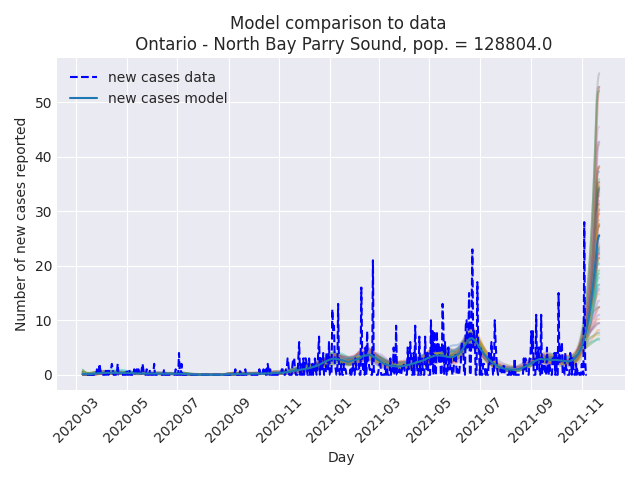 Model comparison to data
Ontario - North Bay Parry Sound, pop. = 128804.0
new cases data
new cases model
Number of new cases reported
50
40
30
20
10
0
2020-03
2020-05
2020-07
2020-09
2020-11
2021-01
2021-03
2021-05
2021-07
2021-09
2021-11
Day